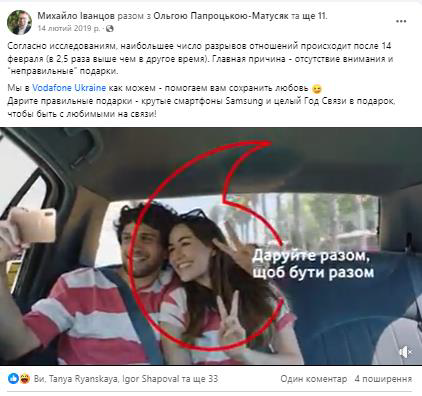 Михайло Іванцов разом з Ольгою Папроцькою-Матусяк та ще 11.
14 лютий 2019 р. ·
Согласно исследованиям, наибольшее число разрывов отношений происходит после 14
февраля (в 2,5 раза выше чем в другое время). Главная причина - отсутствие внимания и
"неправильные" подарки.
Мы в Vodafone Ukraine как можем - помогаем вам сохранить любовь 😉
Дарите правильные подарки - крутые смартфоны Samsung и целый Год Связи в подарок,
чтобы быть с любимыми на связи!
Даруйте разом,
щоб бути разом
Ви, Tanya Ryanskaya, Igor Shapoval та ще 33
Один коментар 4 поширення